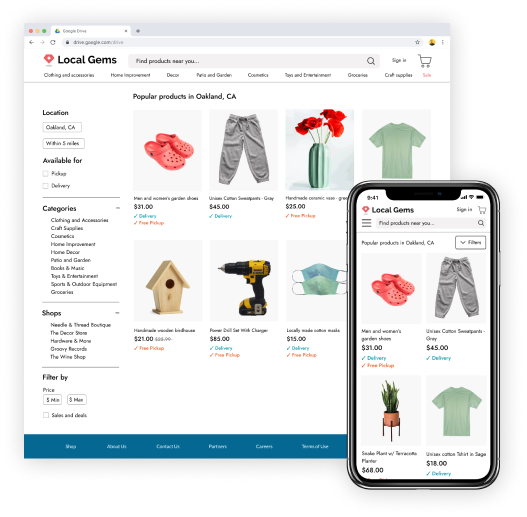 Google Drive
drive.google.com/drive
Local Gems
Find products near you...
Sign in
Clothing and accessories
Home Improvement
Decor
Patio and Garden
Cosmetics
Toys and Entertainment
Groceries
Craft supplies
Sale
Popular products in Oakland, CA
Location
Oakland, CA
Within 5 miles
Available for
Pickup
Delivery
Categories
Clothing and Accessories
Craft Supplies
Cosmetics
Home Improvement
Home Decor
Patio and Garden
Books & Music
Toys & Entertainment
Sports & Outdoor Equipment
Groceries
Shops
Needle & Thread Boutique
The Decor Store
Hardware & More
Groovy Records
The Wine Shop
Filter by
Price
$ Min
$ Max
Sales and deals
Men and women's garden shoes
$31.00
✓ Delivery
✓ Free Pickup
Unisex Cotton Sweatpants - Gray
$45.00
✓ Delivery
Handmade ceramic vase - green
$25.00
✓ Free Pickup
Handmade wooden birdhouse
$21.00 $25.99
✓ Free Pickup
Power Drill Set With Charger
$85.00
✓ Delivery
✓ Free Pickup
Locally made cotton masks
$15.00
✓ Delivery
✓ Free Pickup
Shop
About Us
Contact Us
Partners
Careers
Terms of Use
9:41
Local Gems
Sign in
Find products near you...
Popular products in Oakland, CA
Filters
Men and women's
garden shoes
$31.00
✓ Delivery
✓ Free Pickup
Unisex Cotton Sweatpants -
Gray
$45.00
✓ Delivery
Snake Plant w/ Terracotta
Planter
$68.00
Unisex cotton Tshirt in Sage
$18.00
✓ Delivery